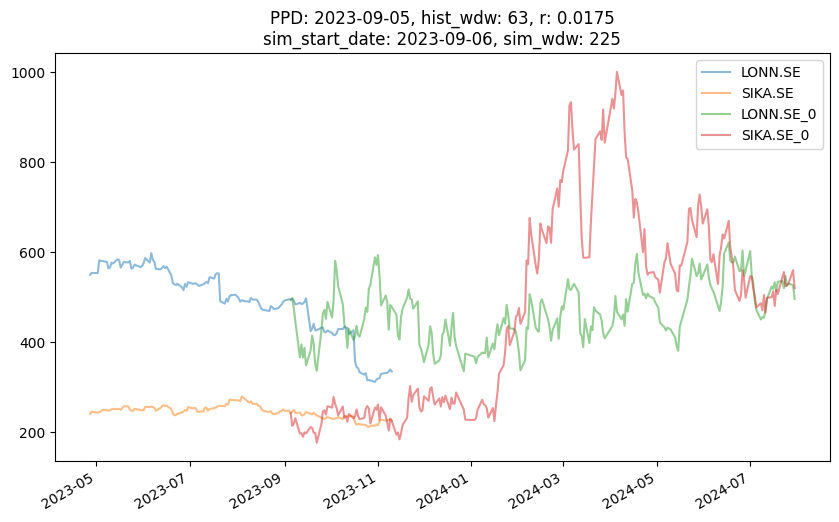 PPD: 2023-09-05, hist_wdw: 63, r: 0.0175
sim_start_date: 2023-09-06, sim_wdw: 225
1000
800
600
400
200
LONN.SE
SIKA.SE
LONN.SE_0
SIKA.SE_0
2023-05
2023-07
2023-09
2023-11
2024-01
2024-03
2024-05
2024-07